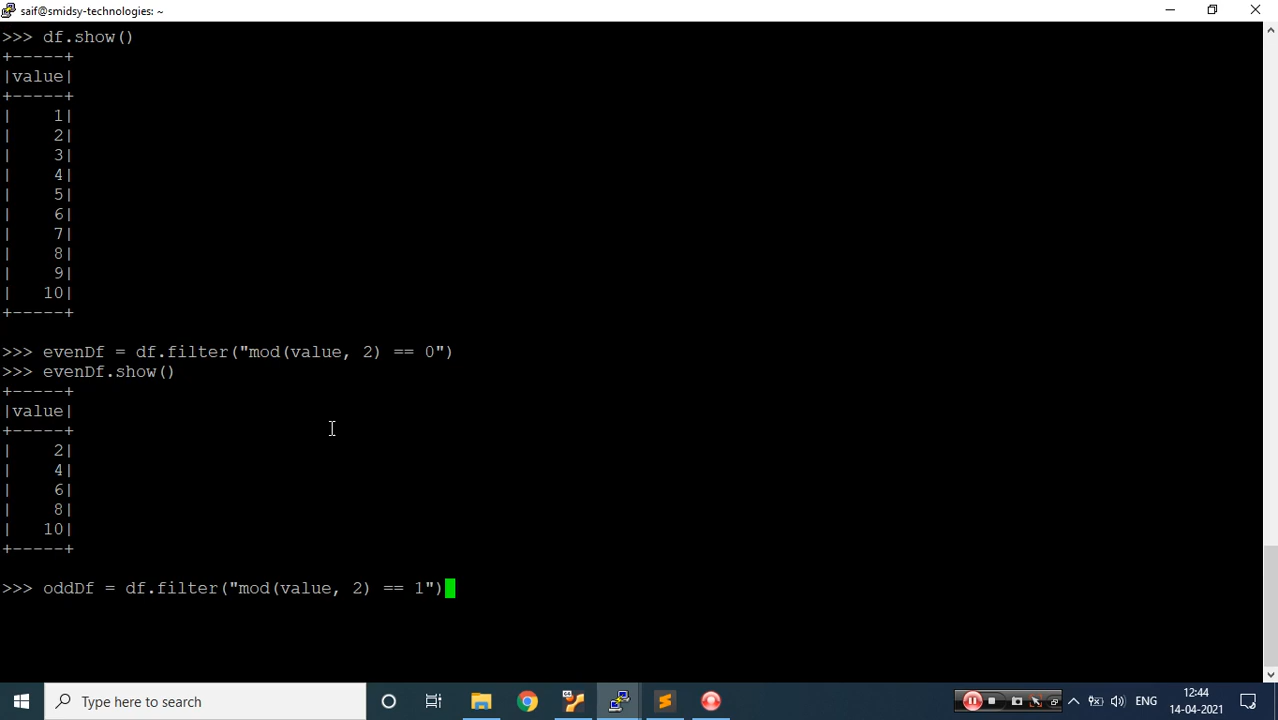 saif@smidsy-technologies: ~
>>> df.show()
+-----+
|value|
+-----+
|    1|
|    2|
|    3|
|    4|
|    5|
|    6|
|    7|
|    8|
|    9|
|   10|
+-----+
>>> evenDf = df.filter("mod(value, 2) == 0")
>>> evenDf.show()
+-----+
|value|
+-----+
|    2|
|    4|
|    6|
|    8|
|   10|
+-----+
>>> oddDf = df.filter("mod(value, 2) == 1")
Type here to search
ENG
12:44
14-04-2021